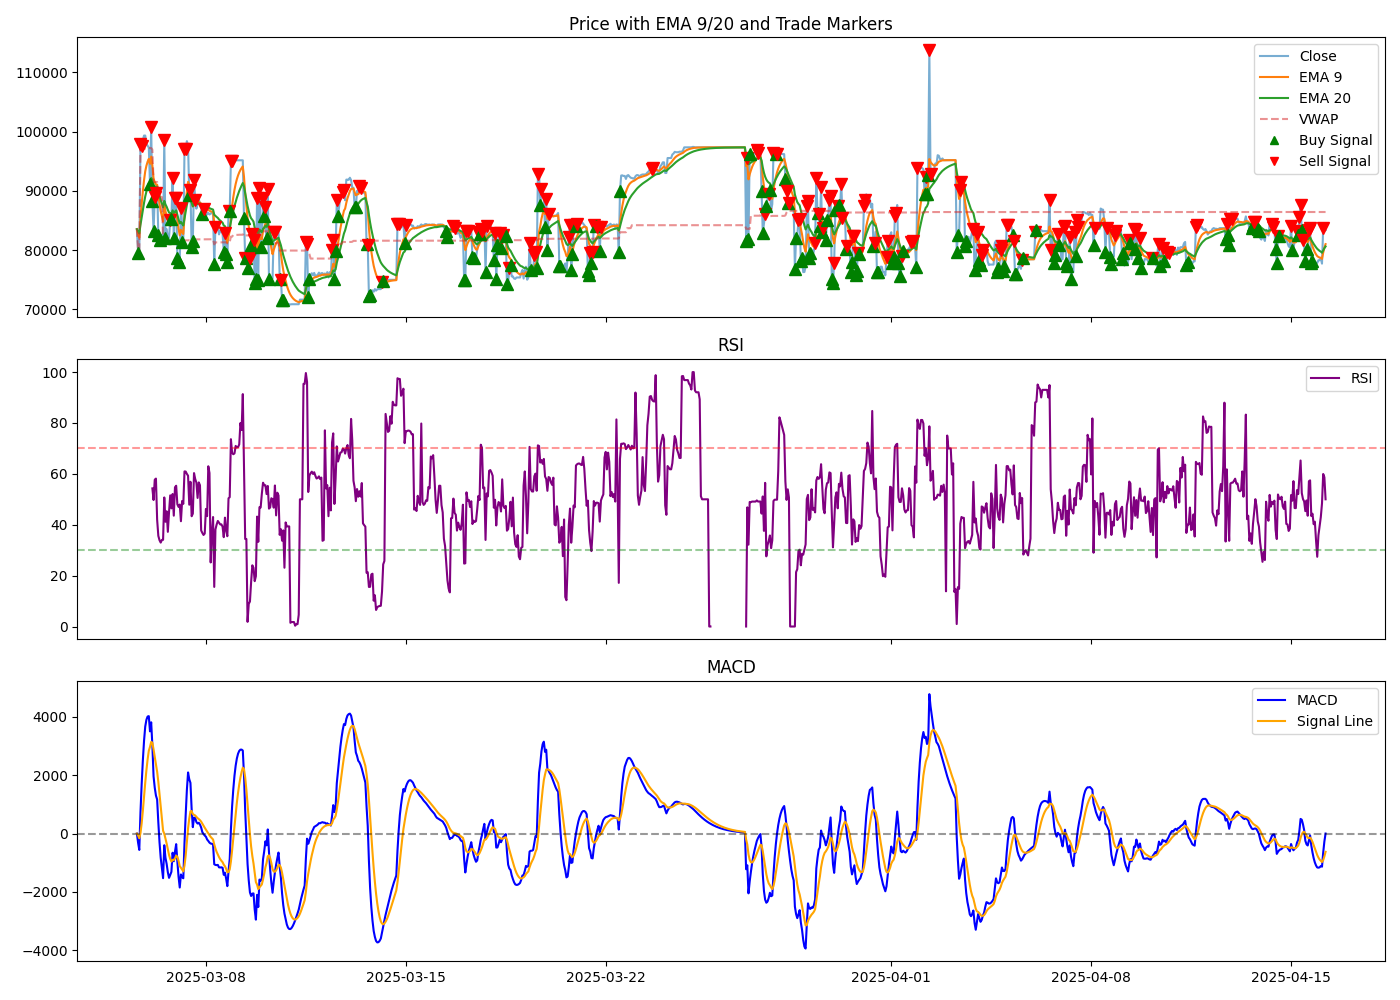 Price with EMA 9/20 and Trade Markers
110000
100000
90000
80000
70000
Close
EMA 9
EMA 20
VWAP
Buy Signal
Sell Signal
RSI
100
80
60
40
20
0
RSI
MACD
4000
2000
0
−2000
−4000
MACD
Signal Line
2025-03-08
2025-03-15
2025-03-22
2025-04-01
2025-04-08
2025-04-15